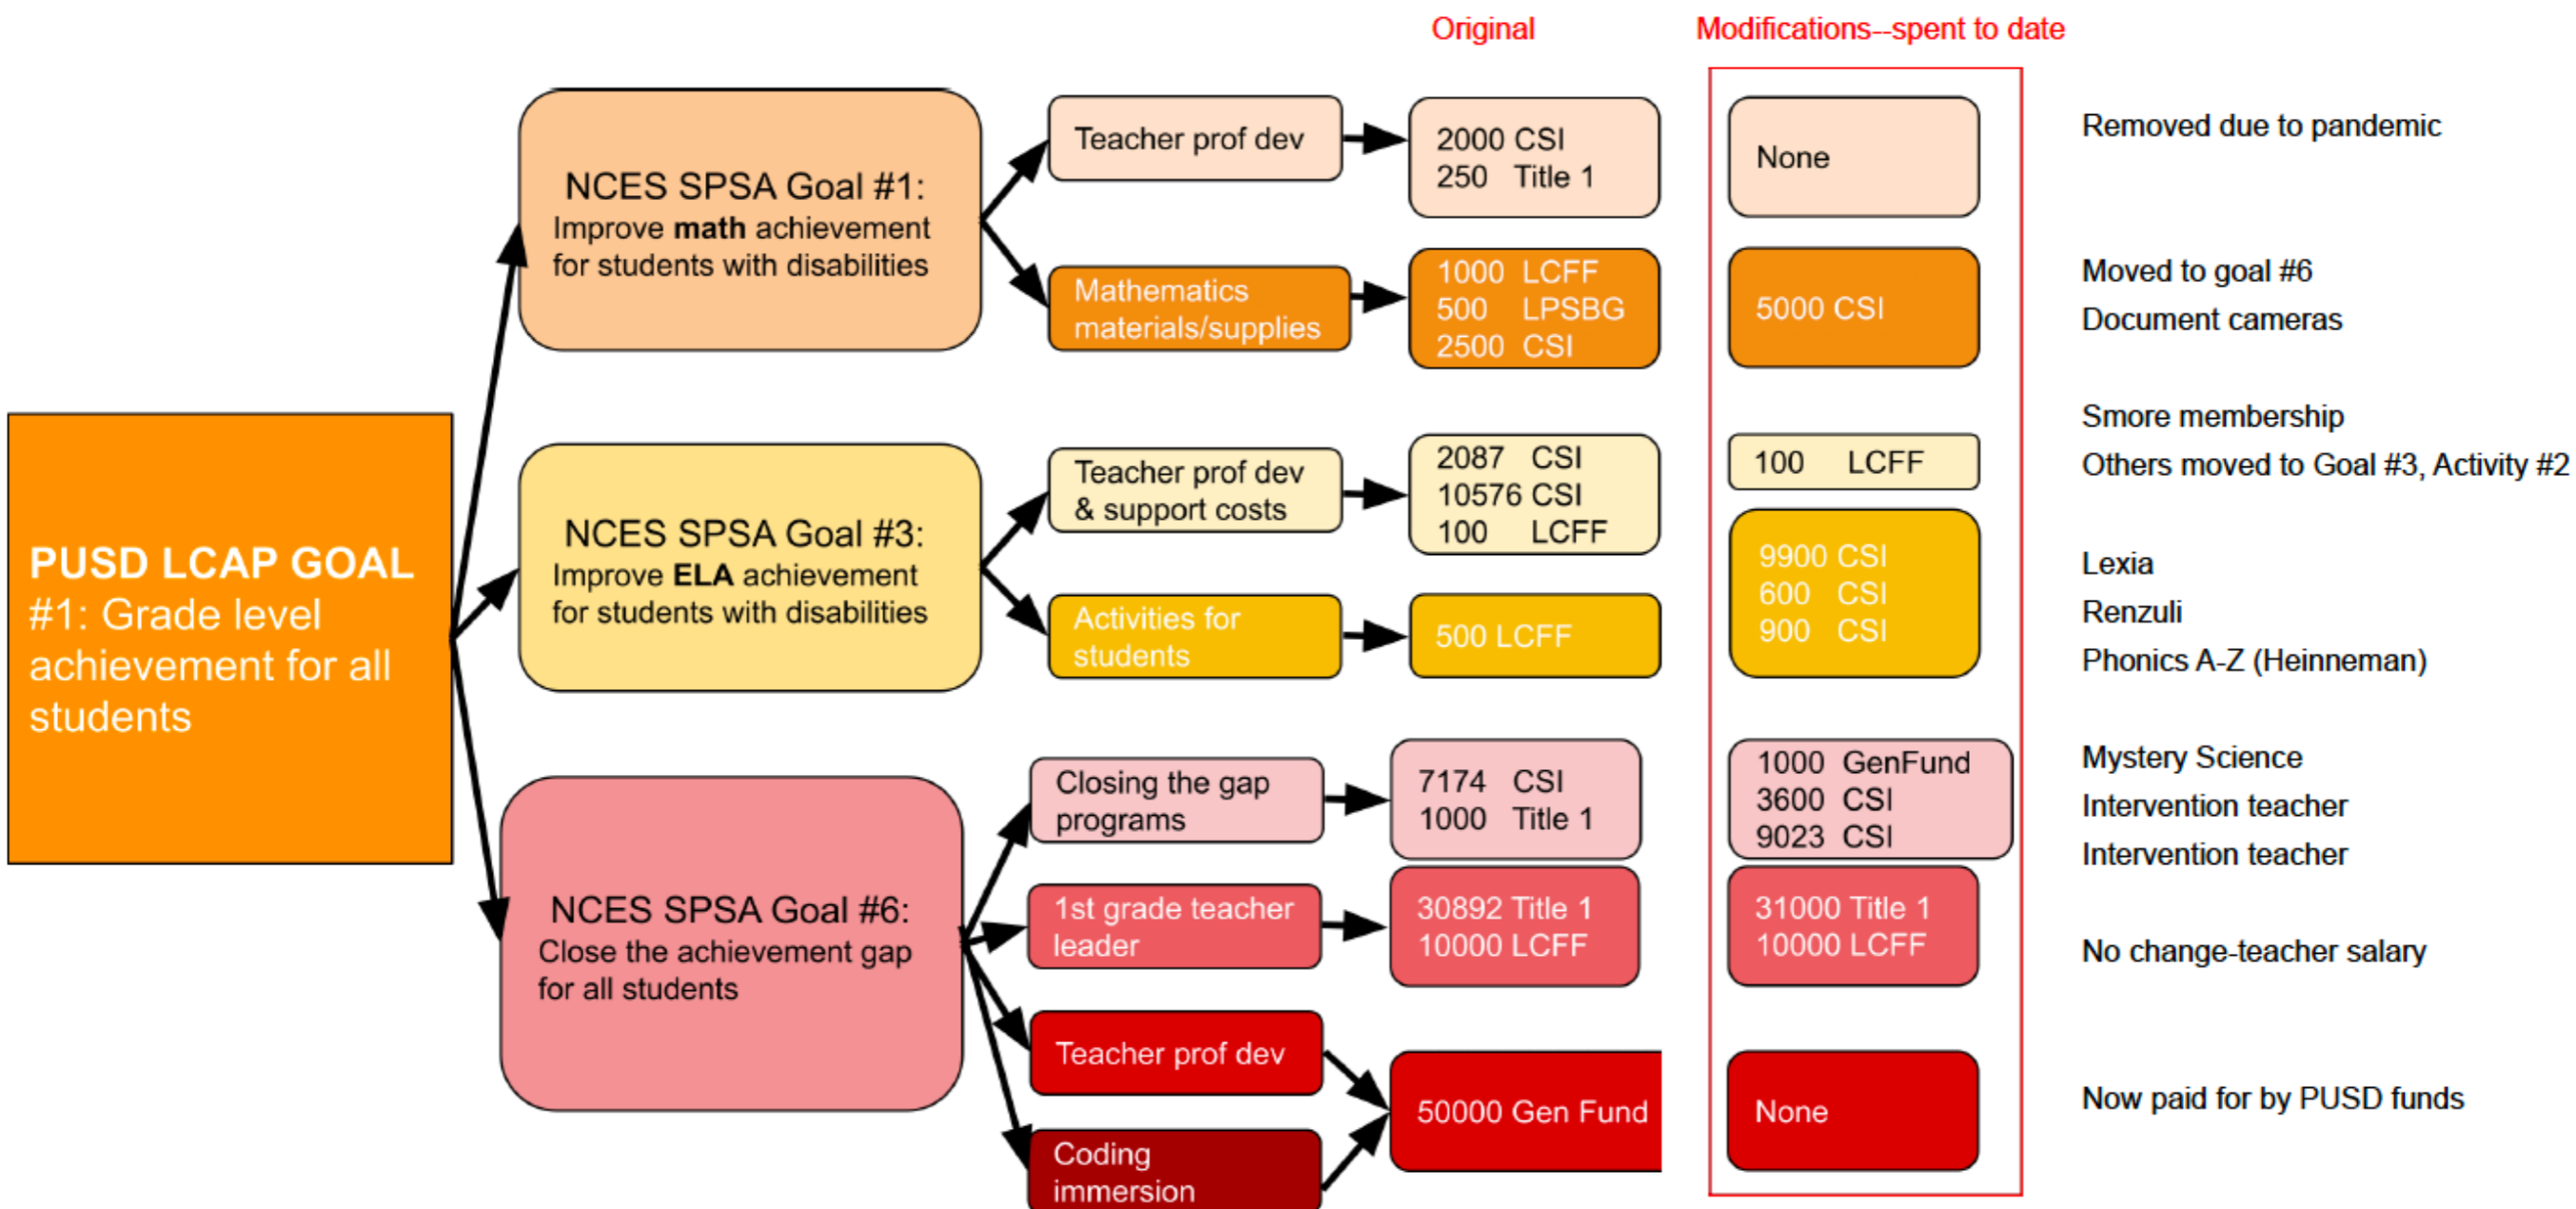 Original
Modifications--spent to date
PUSD LCAP GOAL
#1: Grade level
achievement for all
students
NCES SPSA Goal #1:
Improve math achievement
for students with disabilities
Teacher prof dev
2000 CSI
250 Title 1
None
Removed due to pandemic
Mathematics
materials/supplies
1000 LCFF
500 LPSBG
2500 CSI
5000 CSI
Moved to goal #6
Document cameras
NCES SPSA Goal #3:
Improve ELA achievement
for students with disabilities
Teacher prof dev
& support costs
2087 CSI
10576 CSI
100 LCFF
100 LCFF
Smore membership
Others moved to Goal #3, Activity #2
Activities for
students
500 LCFF
9900 CSI
600 CSI
900 CSI
Lexia
Renzuli
Phonics A-Z (Heinneman)
NCES SPSA Goal #6:
Close the achievement gap
for all students
Closing the gap
programs
7174 CSI
1000 Title 1
1000 GenFund
3600 CSI
9023 CSI
Mystery Science
Intervention teacher
Intervention teacher
1st grade teacher
leader
30892 Title 1
10000 LCFF
31000 Title 1
10000 LCFF
No change-teacher salary
Teacher prof dev
Coding
immersion
50000 Gen Fund
None
Now paid for by PUSD funds